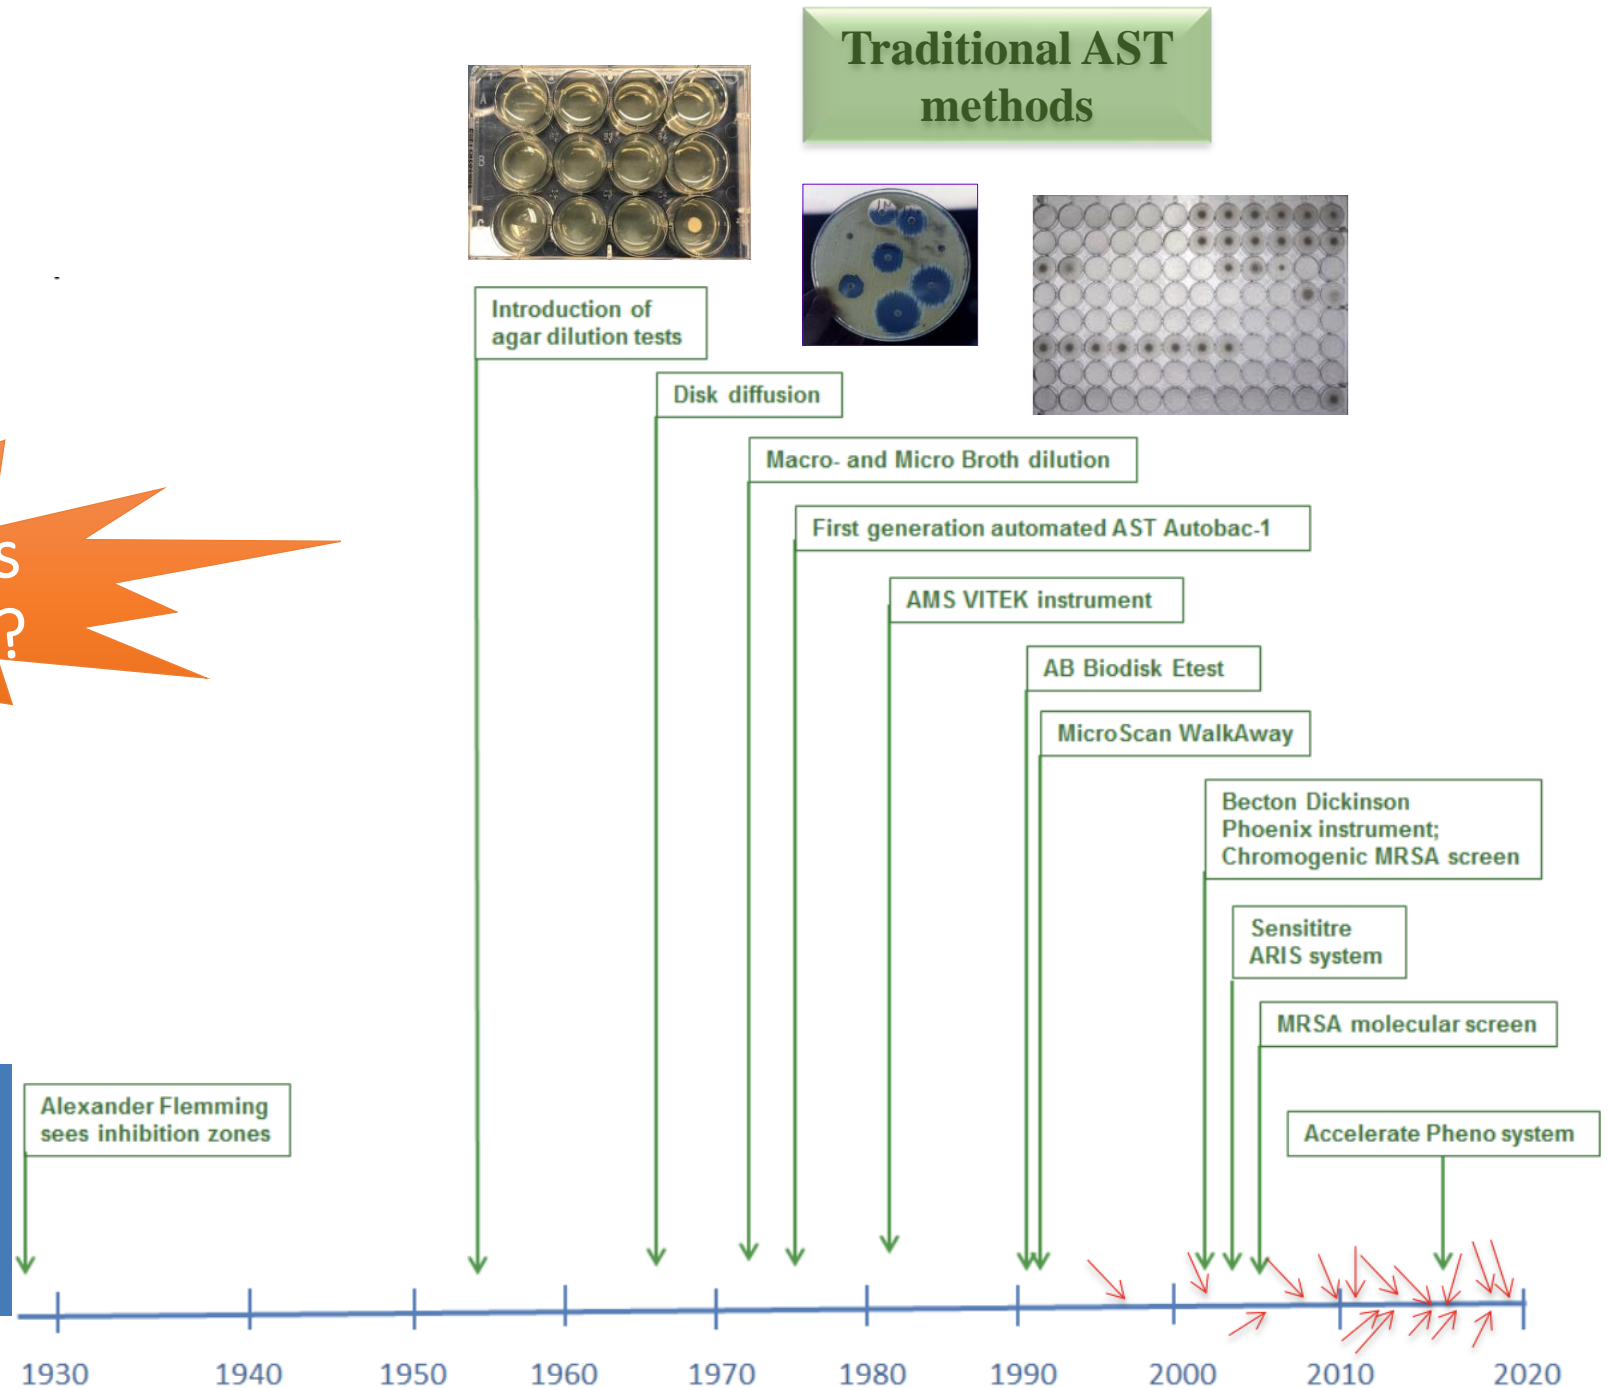 Traditional AST
methods
-
Introduction of
agar dilution tests
Disk diffusion
Macro- and Micro Broth dilution
First generation automated AST Autobac-1
s
?
AMS VITEK instrument
AB Biodisk Etest
MicroScan WalkAway
Becton Dickinson
Phoenix instrument;
Chromogenic MRSA screen
Sensititre
ARIS system
MRSA molecular screen
Alexander Flemming
sees inhibition zones
Accelerate Pheno system
1930 1940 1950 1960 1970 1980 1990 2000 2010 2020